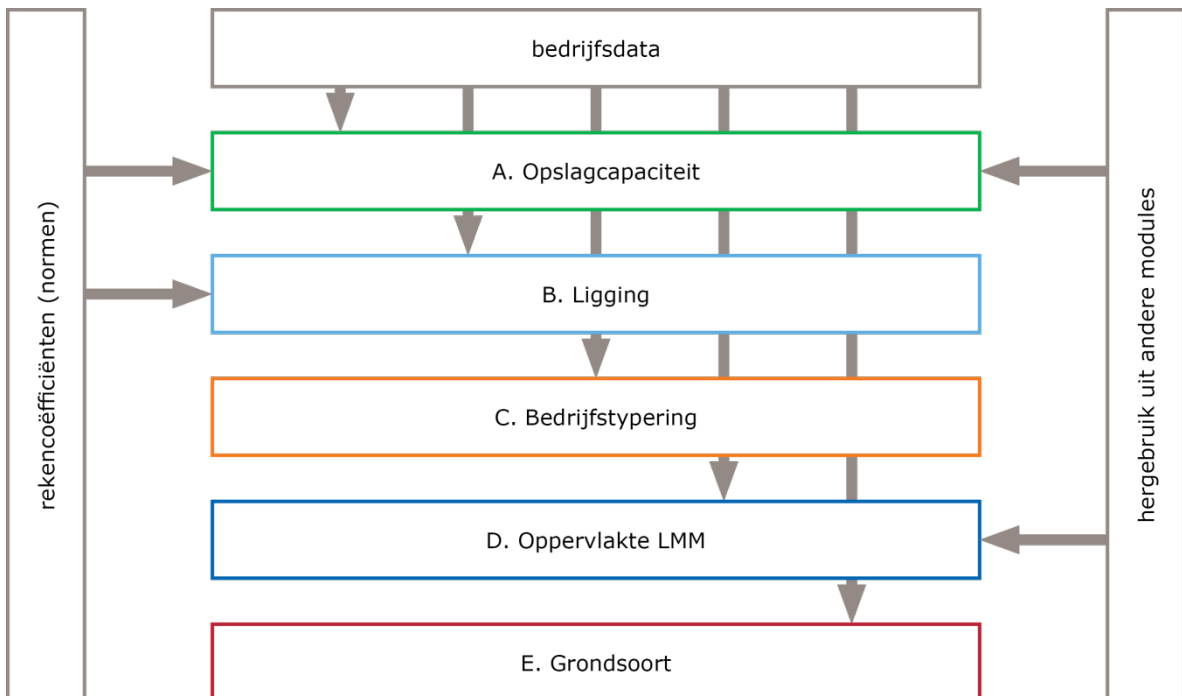 bedrijfsdata
A. Opslagcapaciteit
B. Ligging
C. Bedrijfstypering
D. Oppervlakte LMM
E. Grondsoort
rekencoëfficiënten (normen)
hergebruik uit andere modules